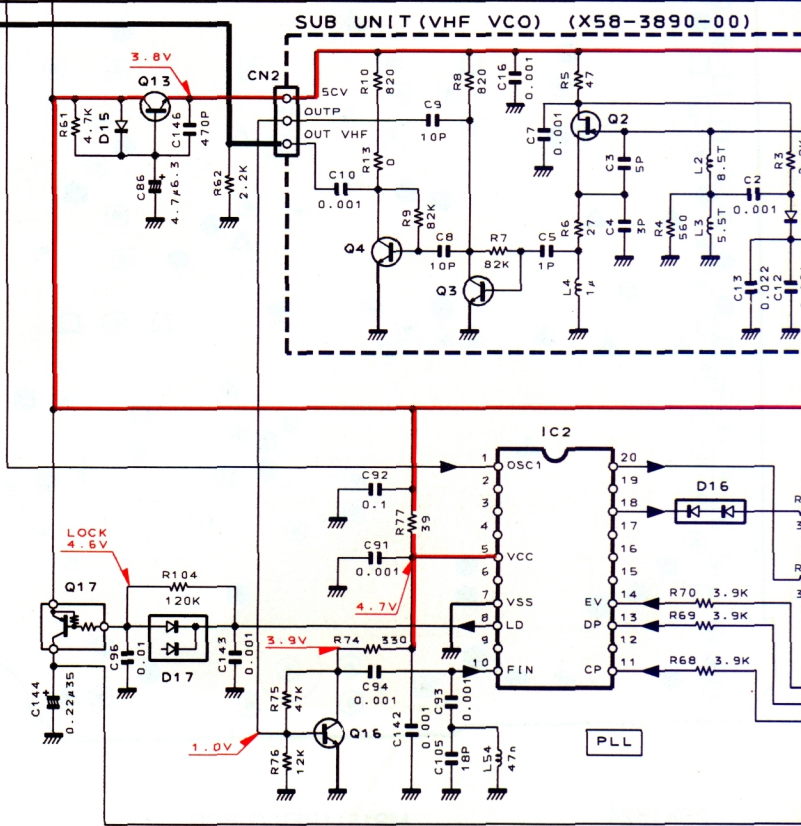 SUB UNIT (VHF VCO) (X58-3890-00)
3.8V
Q13
CN2
5CV
OUTP
OUT VHF
R61
4.7K
D15
C146
470P
C86
4.7µ6.3
R62
2.2K
R10
820
R8
820
C16
0.001
R5
47
Q2
C9
10P
C7
0.001
R13
0
C10
0.001
R9
82K
C3
5P
L2
8.5T
R3
C2
0.001
Q4
C8
10P
R7
82K
C5
1P
R6
27
C4
3P
R4
560
L3
5.5T
Q3
L4
1µ
C13
0.022
C12
IC2
1
OSC1
2
3
4
5
VCC
6
7
VSS
8
LD
9
10
FIN
20
19
18
17
16
15
14
EV
13
DP
12
11
CP
D16
C92
0.1
R77
39
C91
0.001
4.7V
LOCK
4.6V
Q17
R104
120K
R70 3.9K
R69 3.9K
R68 3.9K
3.9V
R74 330
C96
0.01
D17
C143
0.001
C144
0.22µ35
R75
47K
C94
0.001
C93
0.001
1.0V
R76
12K
Q16
C142
0.001
C105
18P
L54
47n
PLL